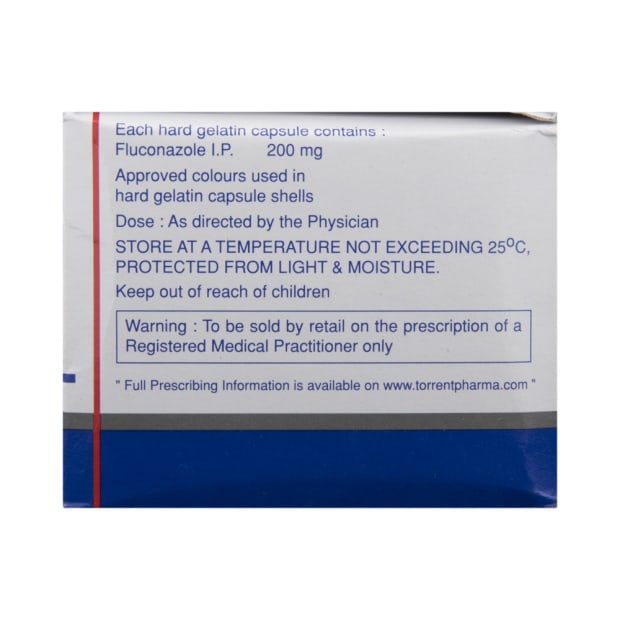 Each hard gelatin capsule contains :
Fluconazole I.P. 200 mg
Approved colours used in
hard gelatin capsule shells
Dose : As directed by the Physician
STORE AT A TEMPERATURE NOT EXCEEDING 25⁰C,
PROTECTED FROM LIGHT & MOISTURE.
Keep out of reach of children
Warning : To be sold by retail on the prescription of a
Registered Medical Practitioner only
" Full Prescribing Information is available on www.torrentpharma.com "